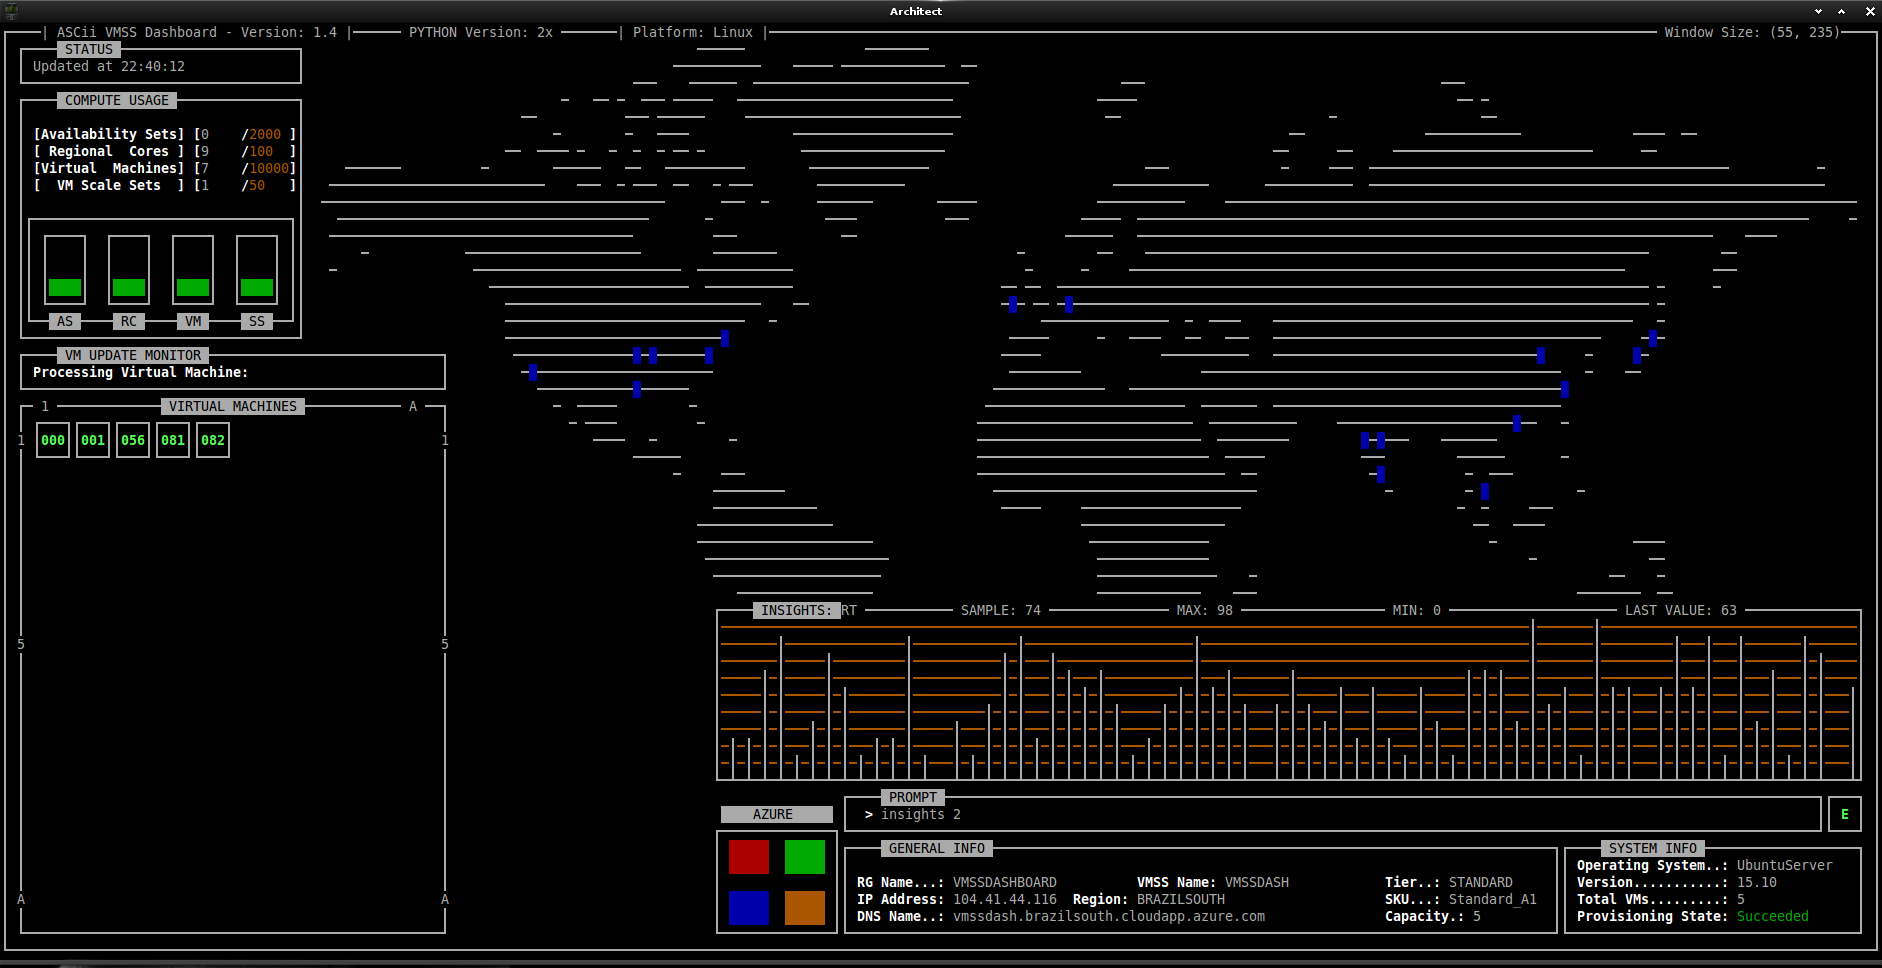 Architect
| ASCii VMSS Dashboard - Version: 1.4 | PYTHON Version: 2x | Platform: Linux | Window Size: (55, 235)
STATUS
Updated at 22:40:12
COMPUTE USAGE
[Availability Sets] [0 /2000 ]
[ Regional Cores ] [9 /100 ]
[Virtual Machines] [7 /10000]
[ VM Scale Sets ] [1 /50 ]
AS RC VM SS
VM UPDATE MONITOR
Processing Virtual Machine:
1 VIRTUAL MACHINES A
1 000 001 056 081 082 1
5 5
A A
INSIGHTS: RT SAMPLE: 74 MAX: 98 MIN: 0 LAST VALUE: 63
PROMPT
> insights 2
E
AZURE
GENERAL INFO
RG Name...: VMSSDASHBOARD VMSS Name: VMSSDASH Tier..: STANDARD
IP Address: 104.41.44.116 Region: BRAZILSOUTH SKU...: Standard_A1
DNS Name..: vmssdash.brazilsouth.cloudapp.azure.com Capacity.: 5
SYSTEM INFO
Operating System..: UbuntuServer
Version...........: 15.10
Total VMs.........: 5
Provisioning State: Succeeded